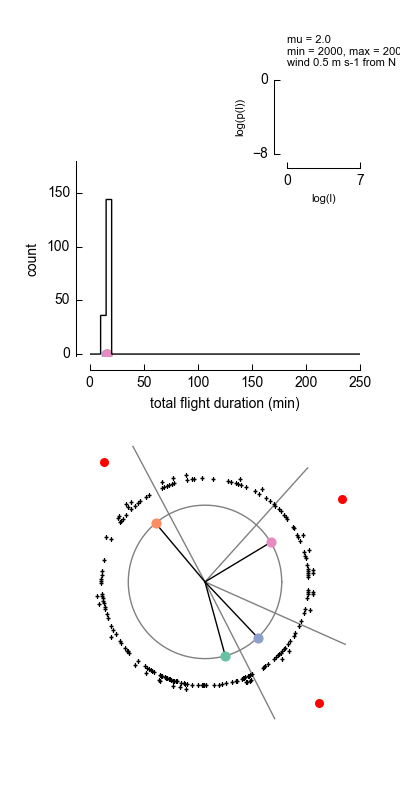 mu = 2.0
min = 2000, max = 200
wind 0.5 m s-1 from N
0
log(p(l))
−8
0 7
log(l)
150
100
count
50
0
0 50 100 150 200 250
total flight duration (min)